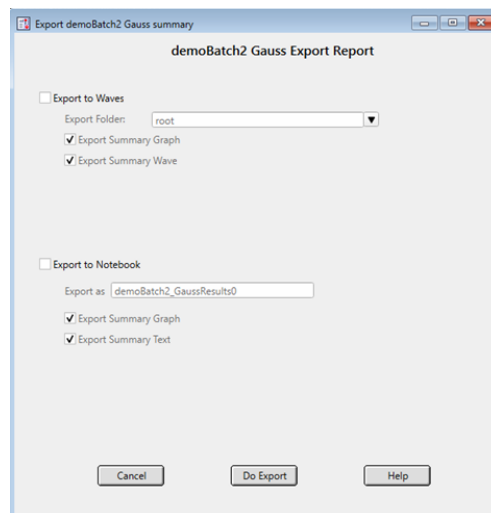 Export demoBatch2 Gauss summary
demoBatch2 Gauss Export Report
Export to Waves
Export Folder: root
Export Summary Graph
Export Summary Wave
Export to Notebook
Export as demoBatch2_GaussResults0
Export Summary Graph
Export Summary Text
Cancel Do Export Help